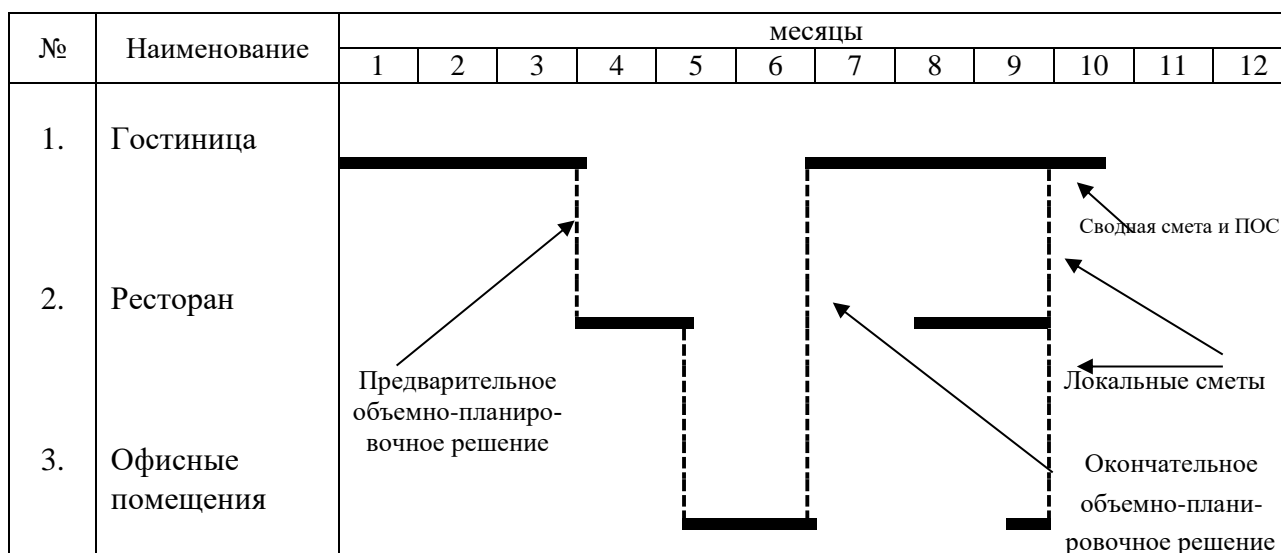 № Наименование месяцы
1 2 3 4 5 6 7 8 9 10 11 12
1. Гостиница
Сводная смета и ПОС
2. Ресторан
Предварительное
объемно-планиро-
вочное решение
Локальные сметы
3. Офисные
помещения
Окончательное
объемно-плани-
ровочное решение